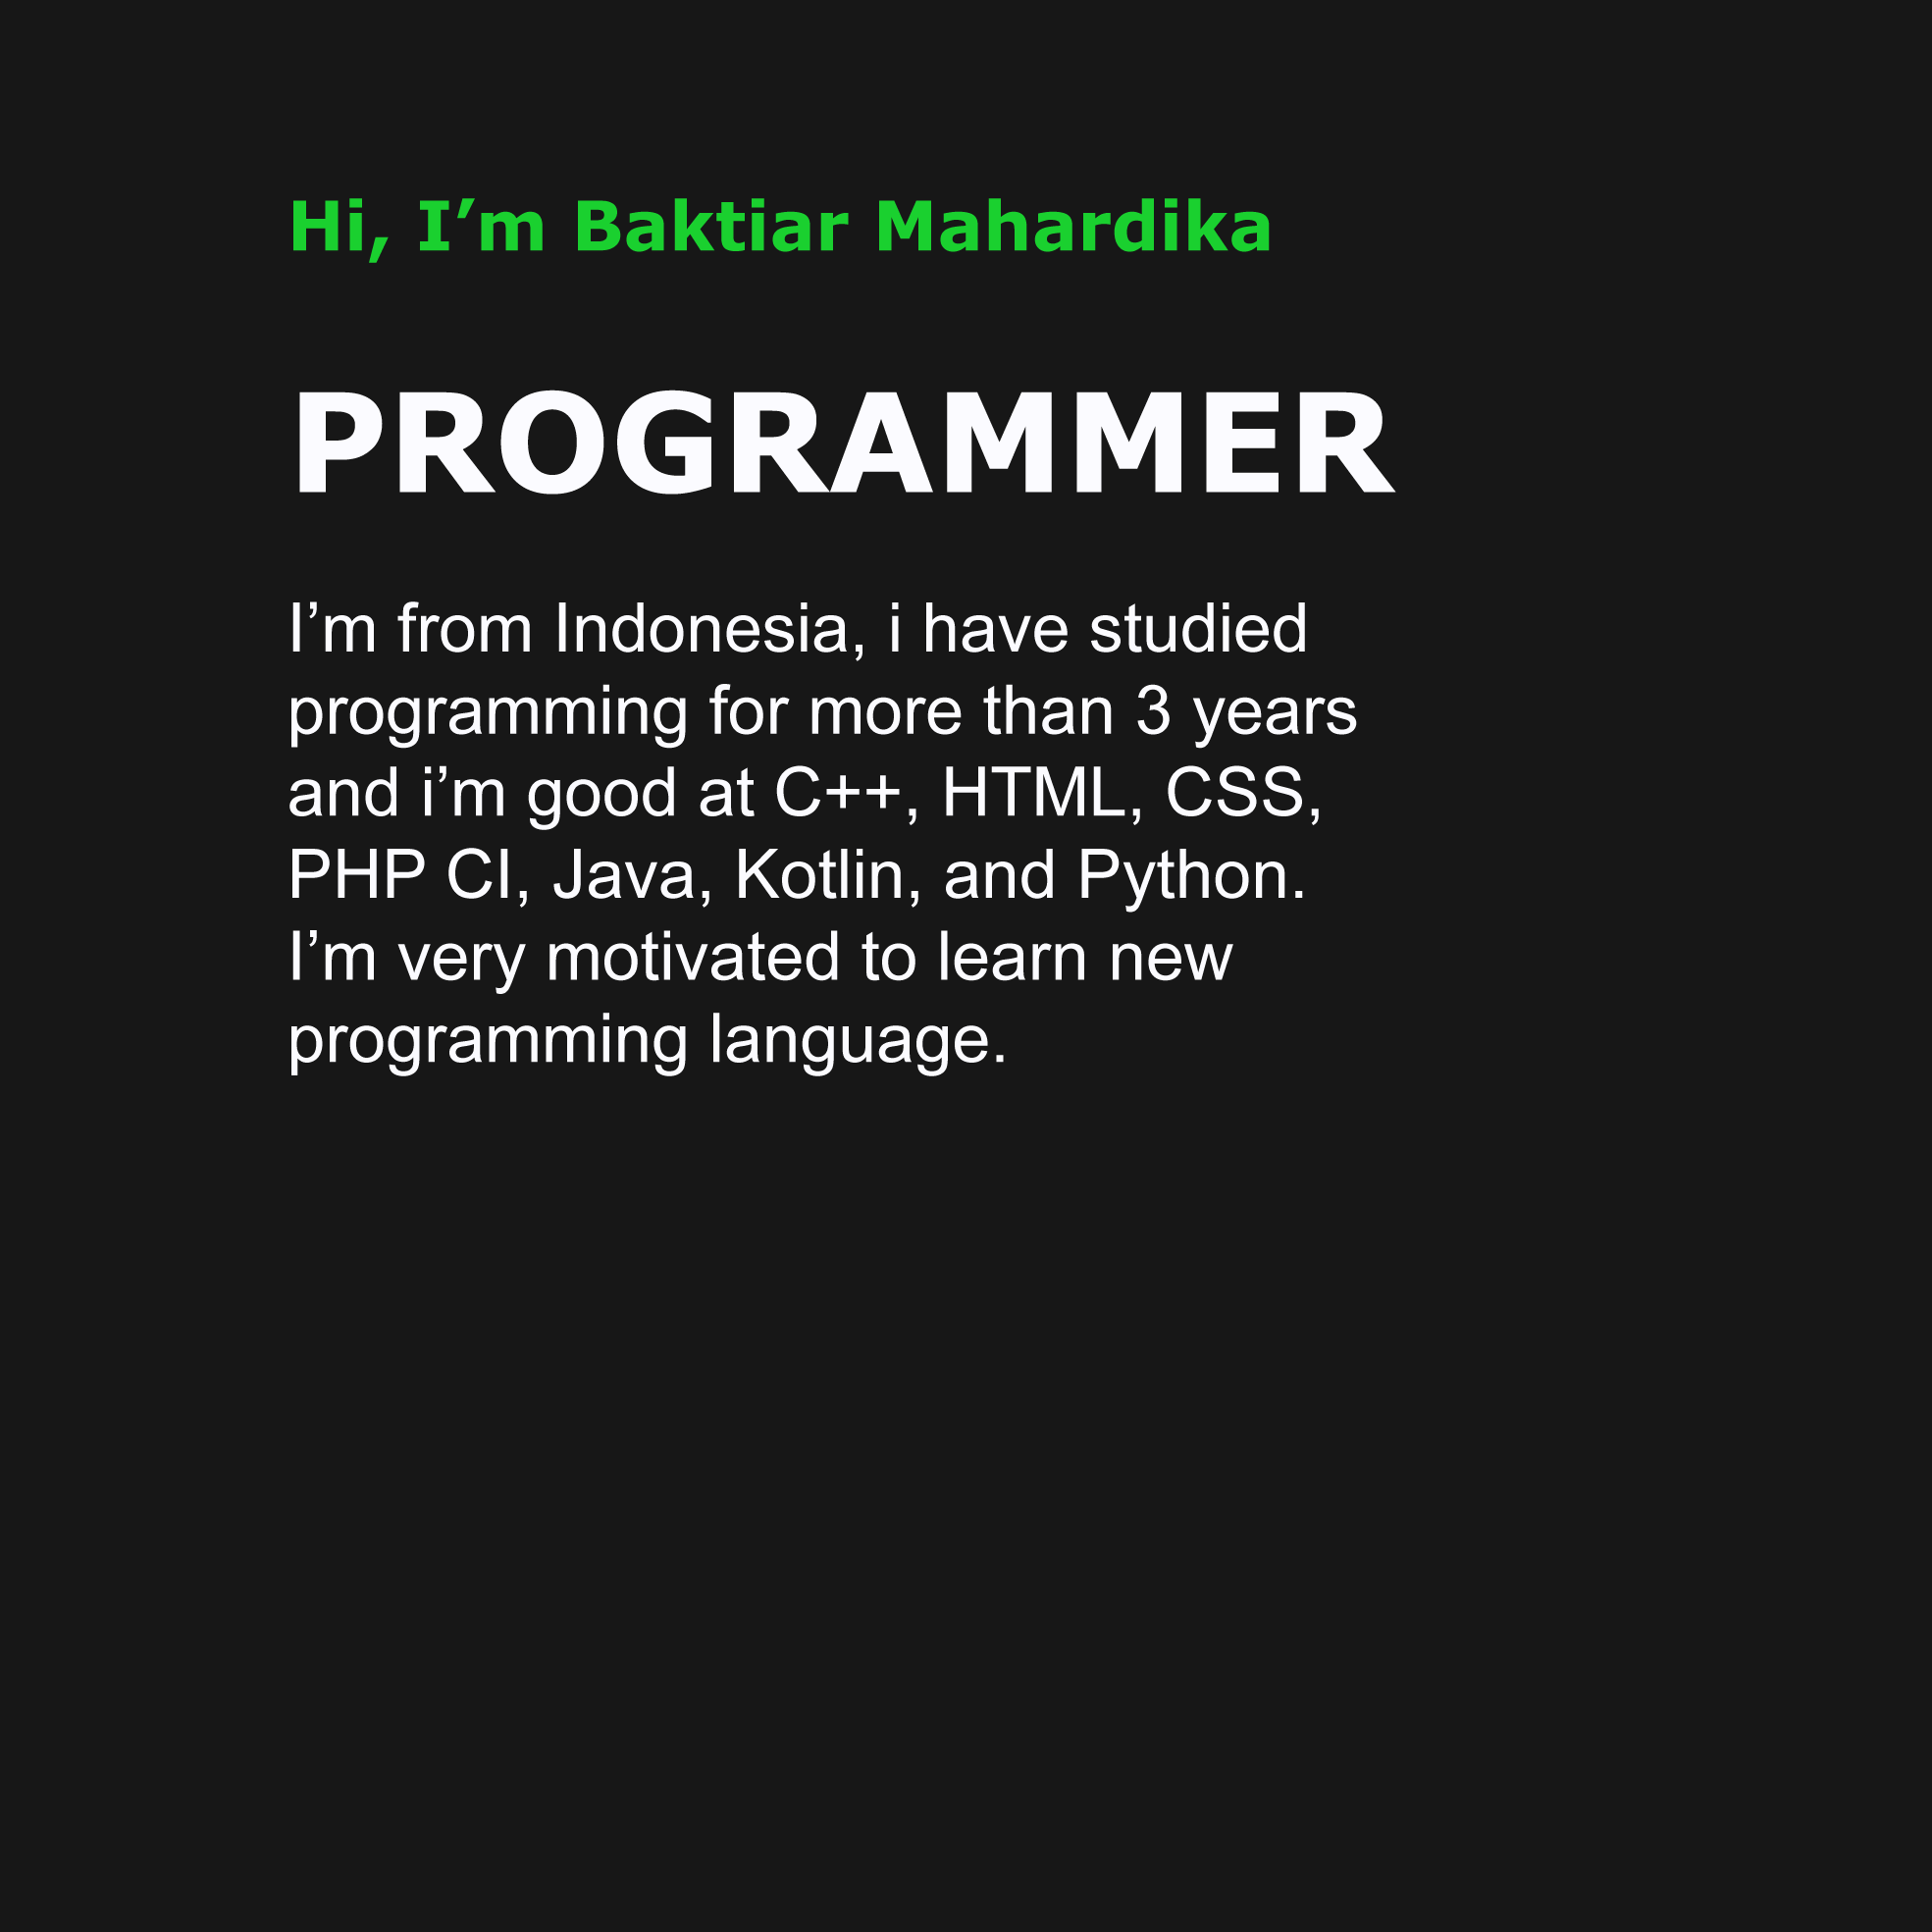 Hi, I’m Baktiar Mahardika
PROGRAMMER
I’m from Indonesia, i have studied
programming for more than 3 years
and i’m good at C++, HTML, CSS,
PHP CI, Java, Kotlin, and Python.
I’m very motivated to learn new
programming language.